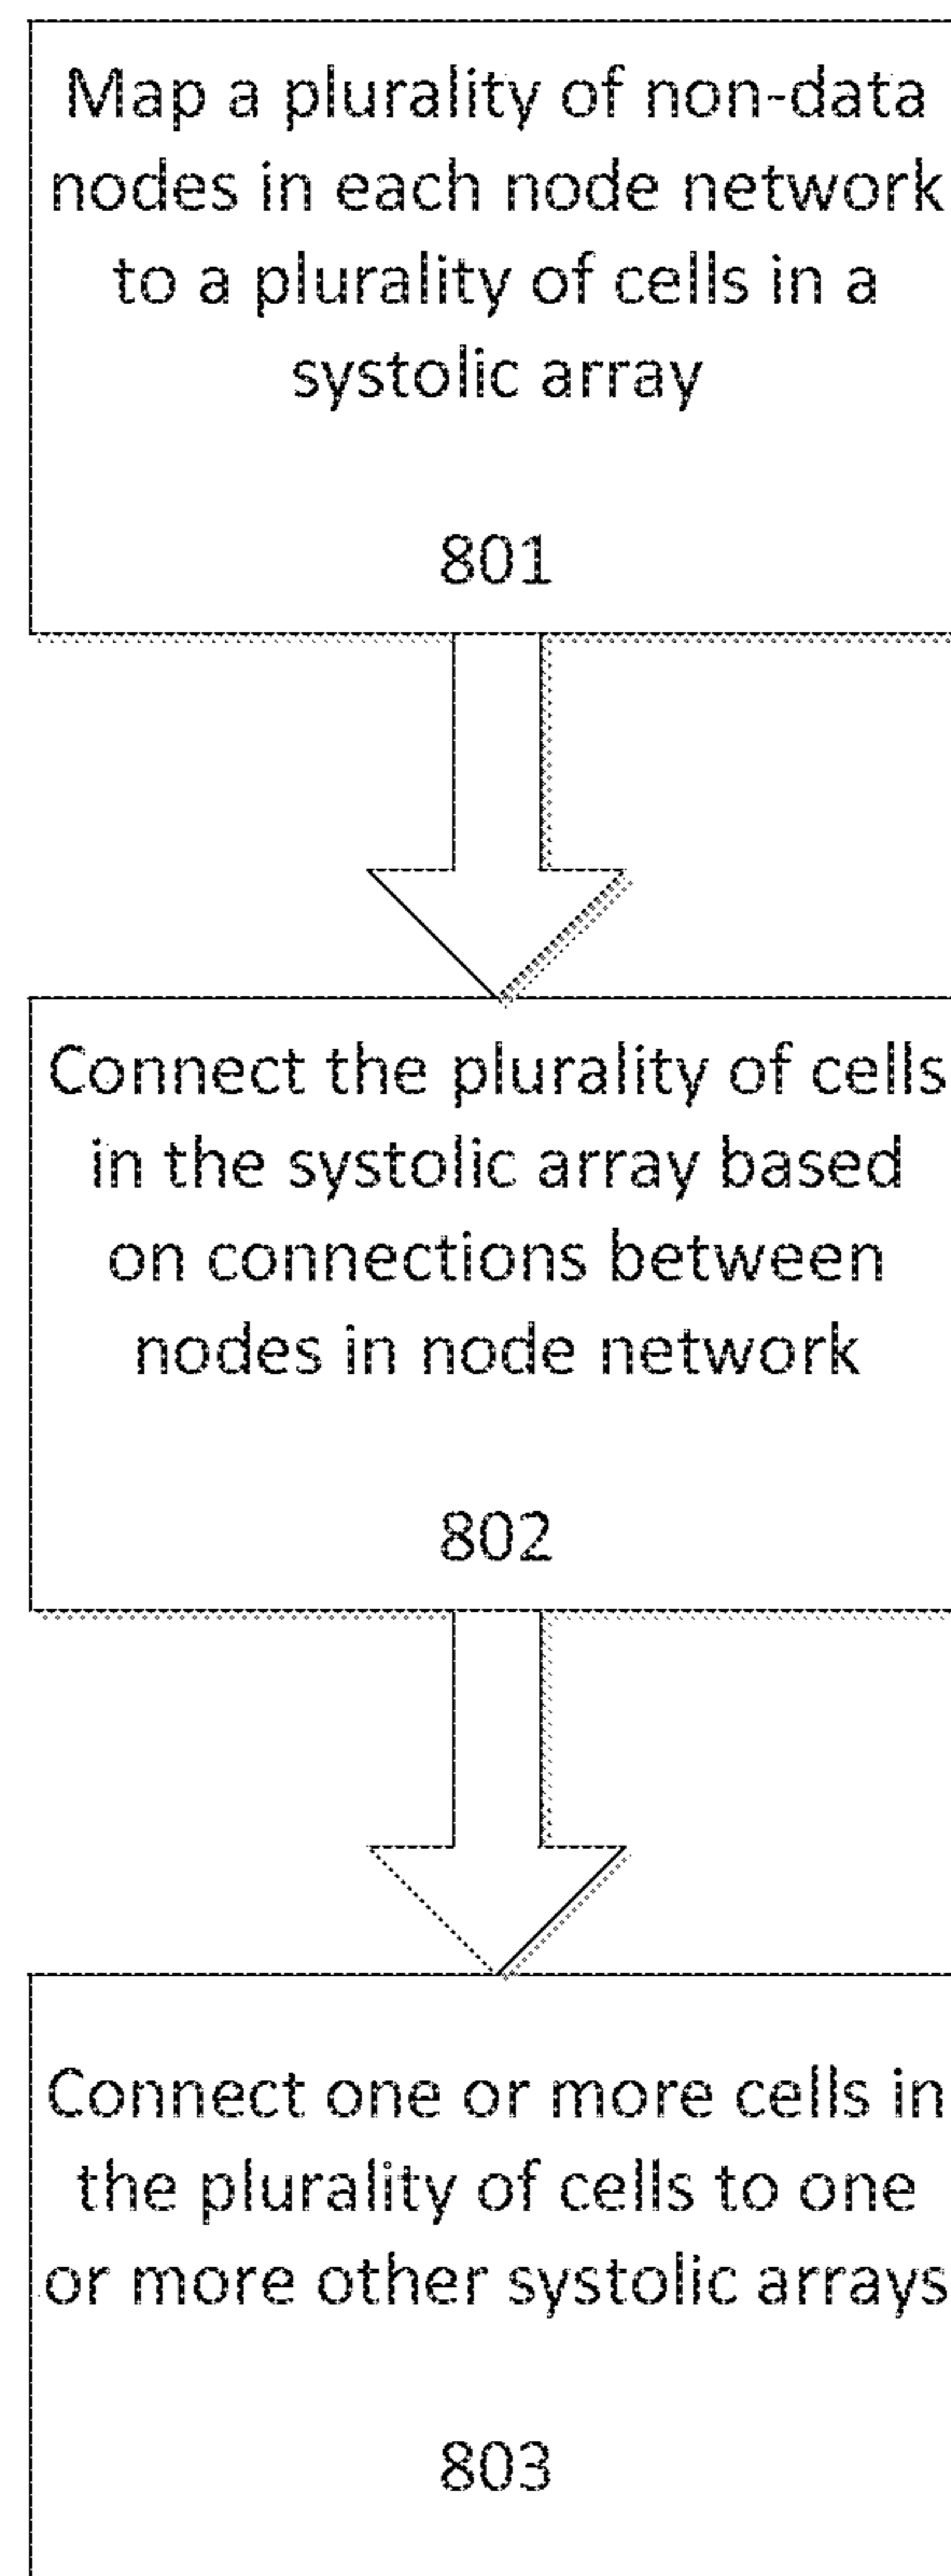 Map a plurality of non-data
nodes in each node network
to a plurality of cells in a
systolic array
801
Connect the plurality of cells
in the systolic array based
on connections between
nodes in node network
802
Connect one or more cells in
the plurality of cells to one
or more other systolic arrays
803